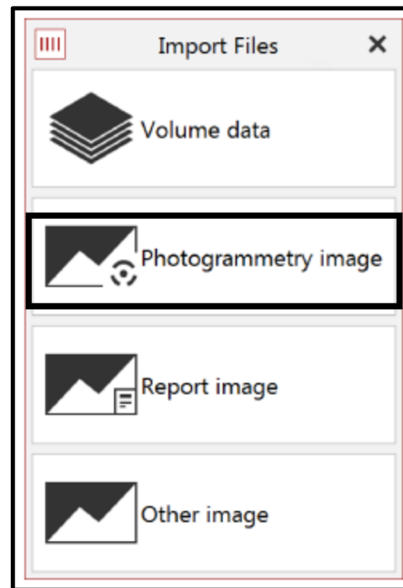 Import Files
Volume data
Photogrammetry image
Report image
Other image